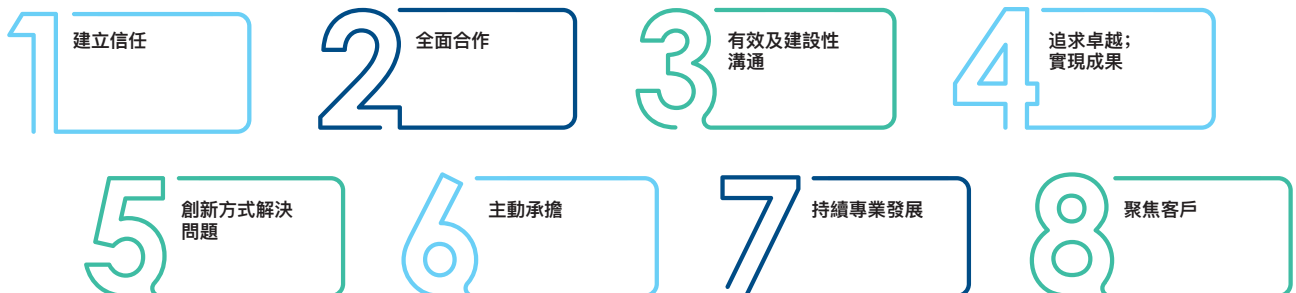 1
建立信任
2
全面合作
3
有效及建設性
溝通
4
追求卓越；
實現成果
5
創新方式解決
問題
6
主動承擔
7
持續專業發展
8
聚焦客戶